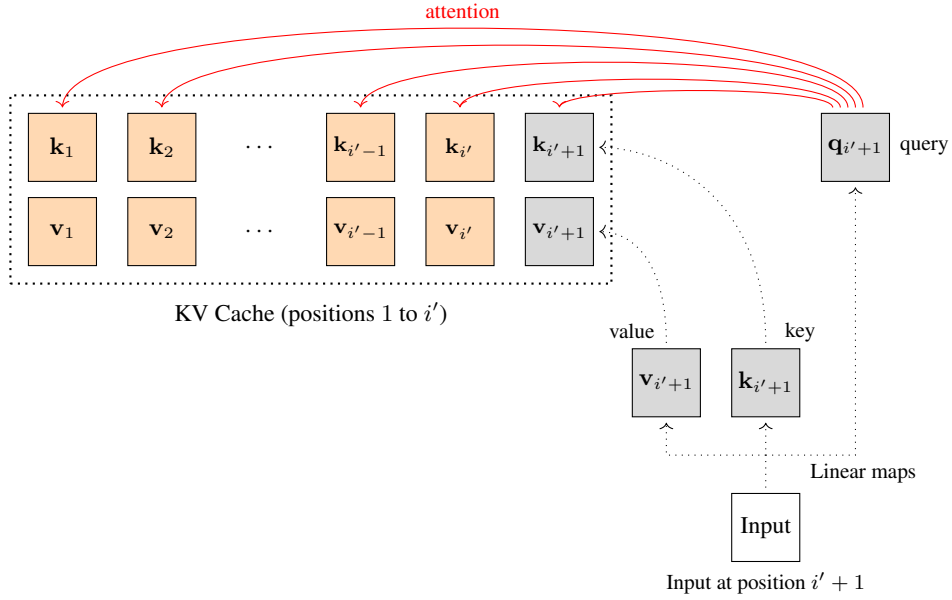 attention
k₁ k₂ ⋯ kᵢ′₋₁ kᵢ′ kᵢ′₊₁ qᵢ′₊₁ query
v₁ v₂ ⋯ vᵢ′₋₁ vᵢ′ vᵢ′₊₁
KV Cache (positions 1 to i′)
value key
vᵢ′₊₁ kᵢ′₊₁
Linear maps
Input
Input at position i′ + 1